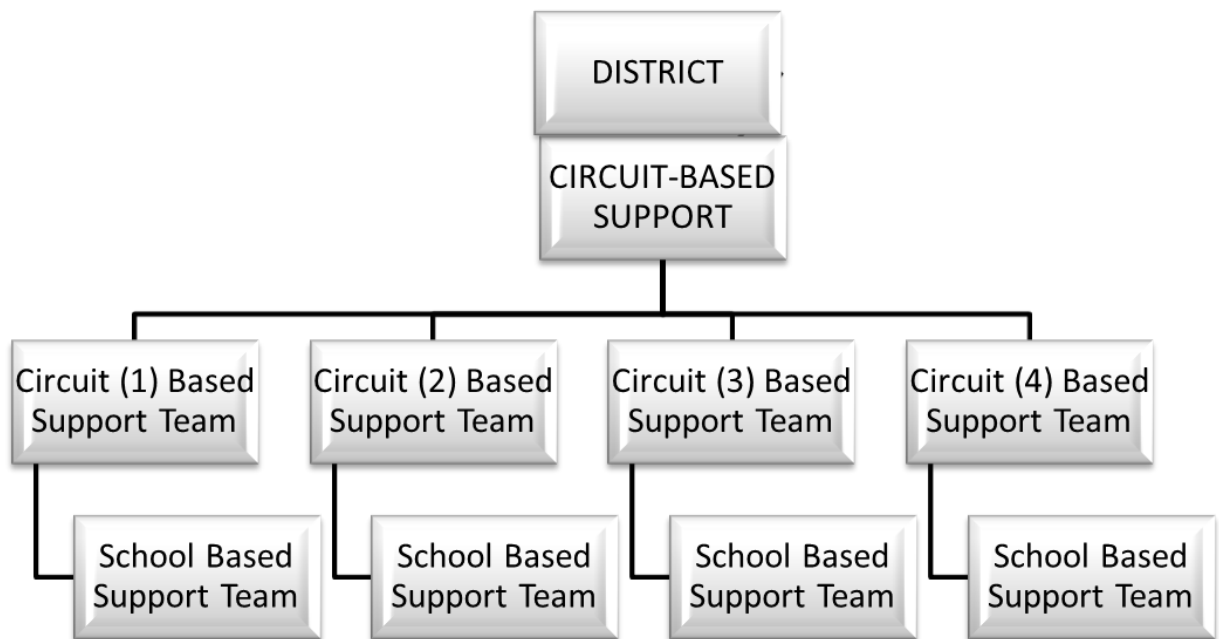 DISTRICT
CIRCUIT-BASED
SUPPORT
Circuit (1) Based
Support Team
Circuit (2) Based
Support Team
Circuit (3) Based
Support Team
Circuit (4) Based
Support Team
School Based
Support Team
School Based
Support Team
School Based
Support Team
School Based
Support Team